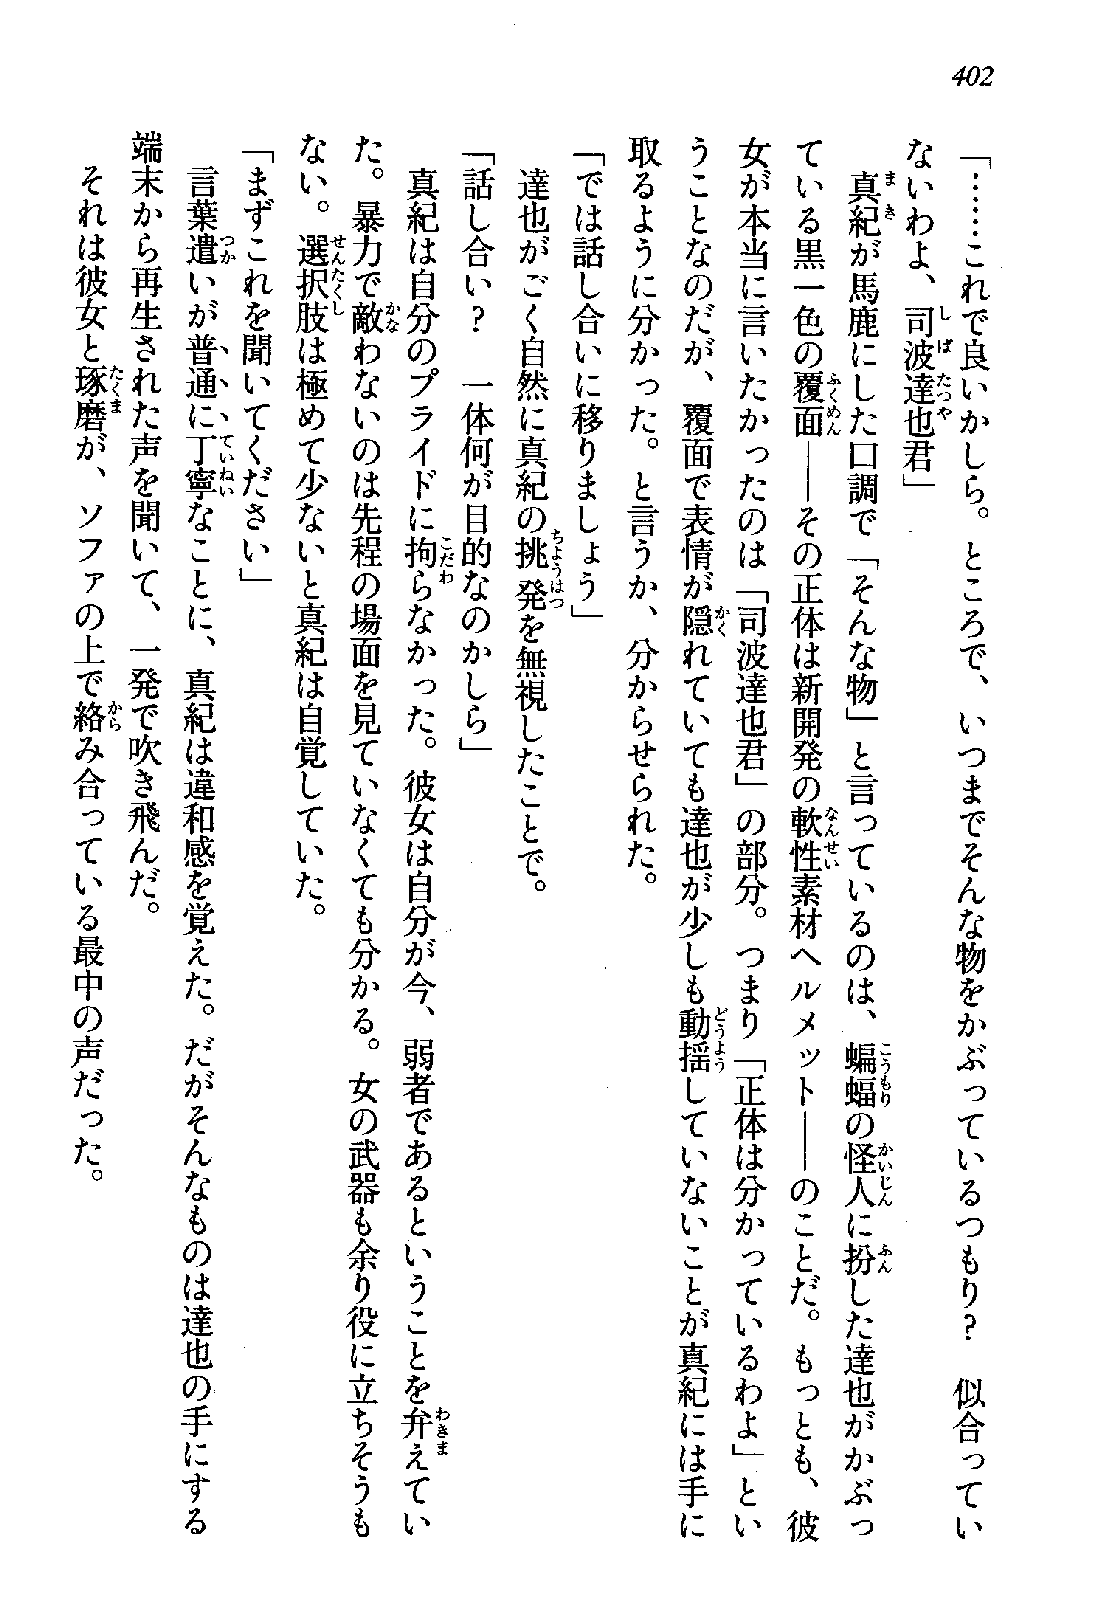 402
「……これで良いかしら。ところで、いつまでそんな物をかぶっているつもり？　似合ってい
ないわよ、司波達也君」
　真紀が馬鹿にした口調で「そんな物」と言っているのは、蝙蝠の怪人に扮した達也がかぶっ
ている黒一色の覆面――その正体は新開発の軟性素材ヘルメット――のことだ。もっとも、彼
女が本当に言いたかったのは「司波達也君」の部分。つまり「正体は分かっているわよ」とい
うことなのだが、覆面で表情が隠れていても達也が少しも動揺していないことが真紀には手に
取るように分かった。と言うか、分からせられた。
「では話し合いに移りましょう」
　達也がごく自然に真紀の挑発を無視したことで。
「話し合い？　一体何が目的なのかしら」
　真紀は自分のプライドに拘らなかった。彼女は自分が今、弱者であるということを弁えてい
た。暴力で敵わないのは先程の場面を見ていなくても分かる。女の武器も余り役に立ちそうも
ない。選択肢は極めて少ないと真紀は自覚していた。
「まずこれを聞いてください」
　言葉遣いが普通に丁寧なことに、真紀は違和感を覚えた。だがそんなものは達也の手にする
端末から再生された声を聞いて、一発で吹き飛んだ。
　それは彼女と琢磨が、ソファの上で絡み合っている最中の声だった。